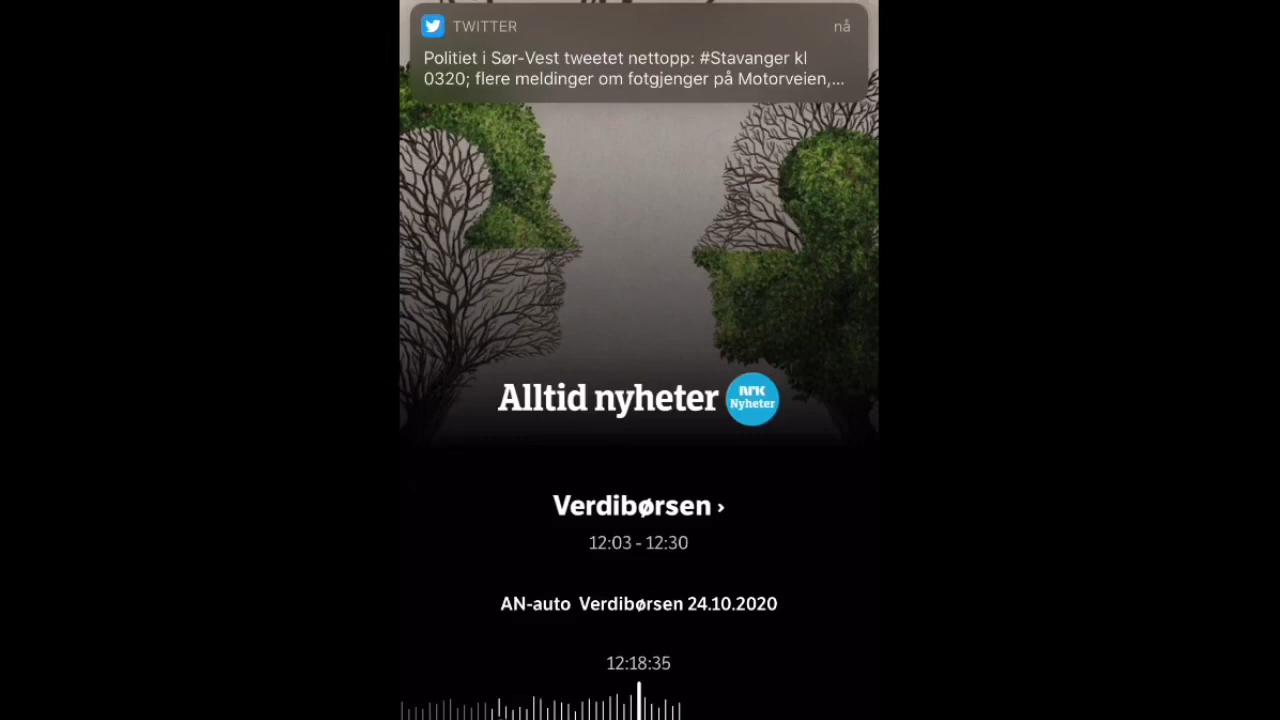 TWITTER nå
Politiet i Sør-Vest tweetet nettopp: #Stavanger kl
0320; flere meldinger om fotgjenger på Motorveien,...
Alltid nyheter
NRK
Nyheter
Verdibørsen ›
12:03 - 12:30
AN-auto Verdibørsen 24.10.2020
12:18:35